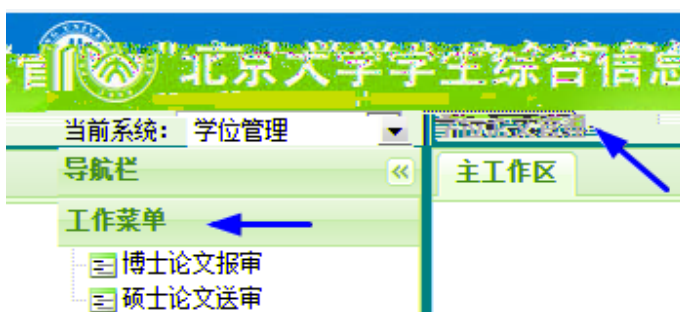 北京大学学生综合信息
当前系统： 学位管理
导航栏
主工作区
工作菜单
博士论文报审
硕士论文送审